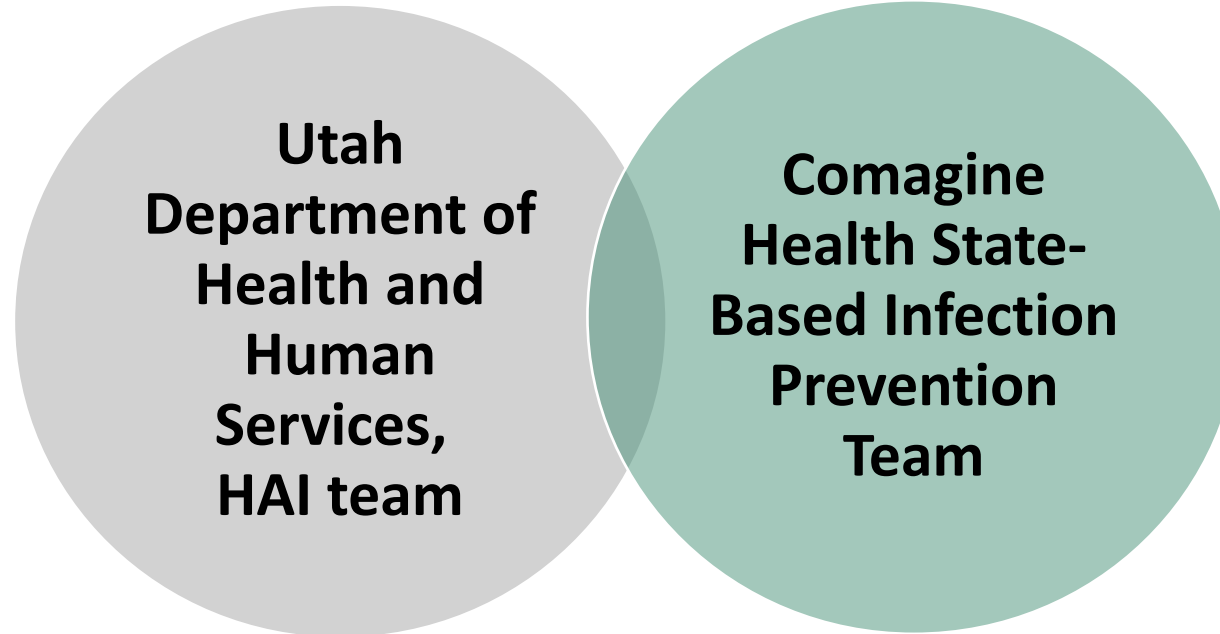 Utah
Department of
Health and
Human
Services,
HAI team
Comagine
Health State-
Based Infection
Prevention
Team